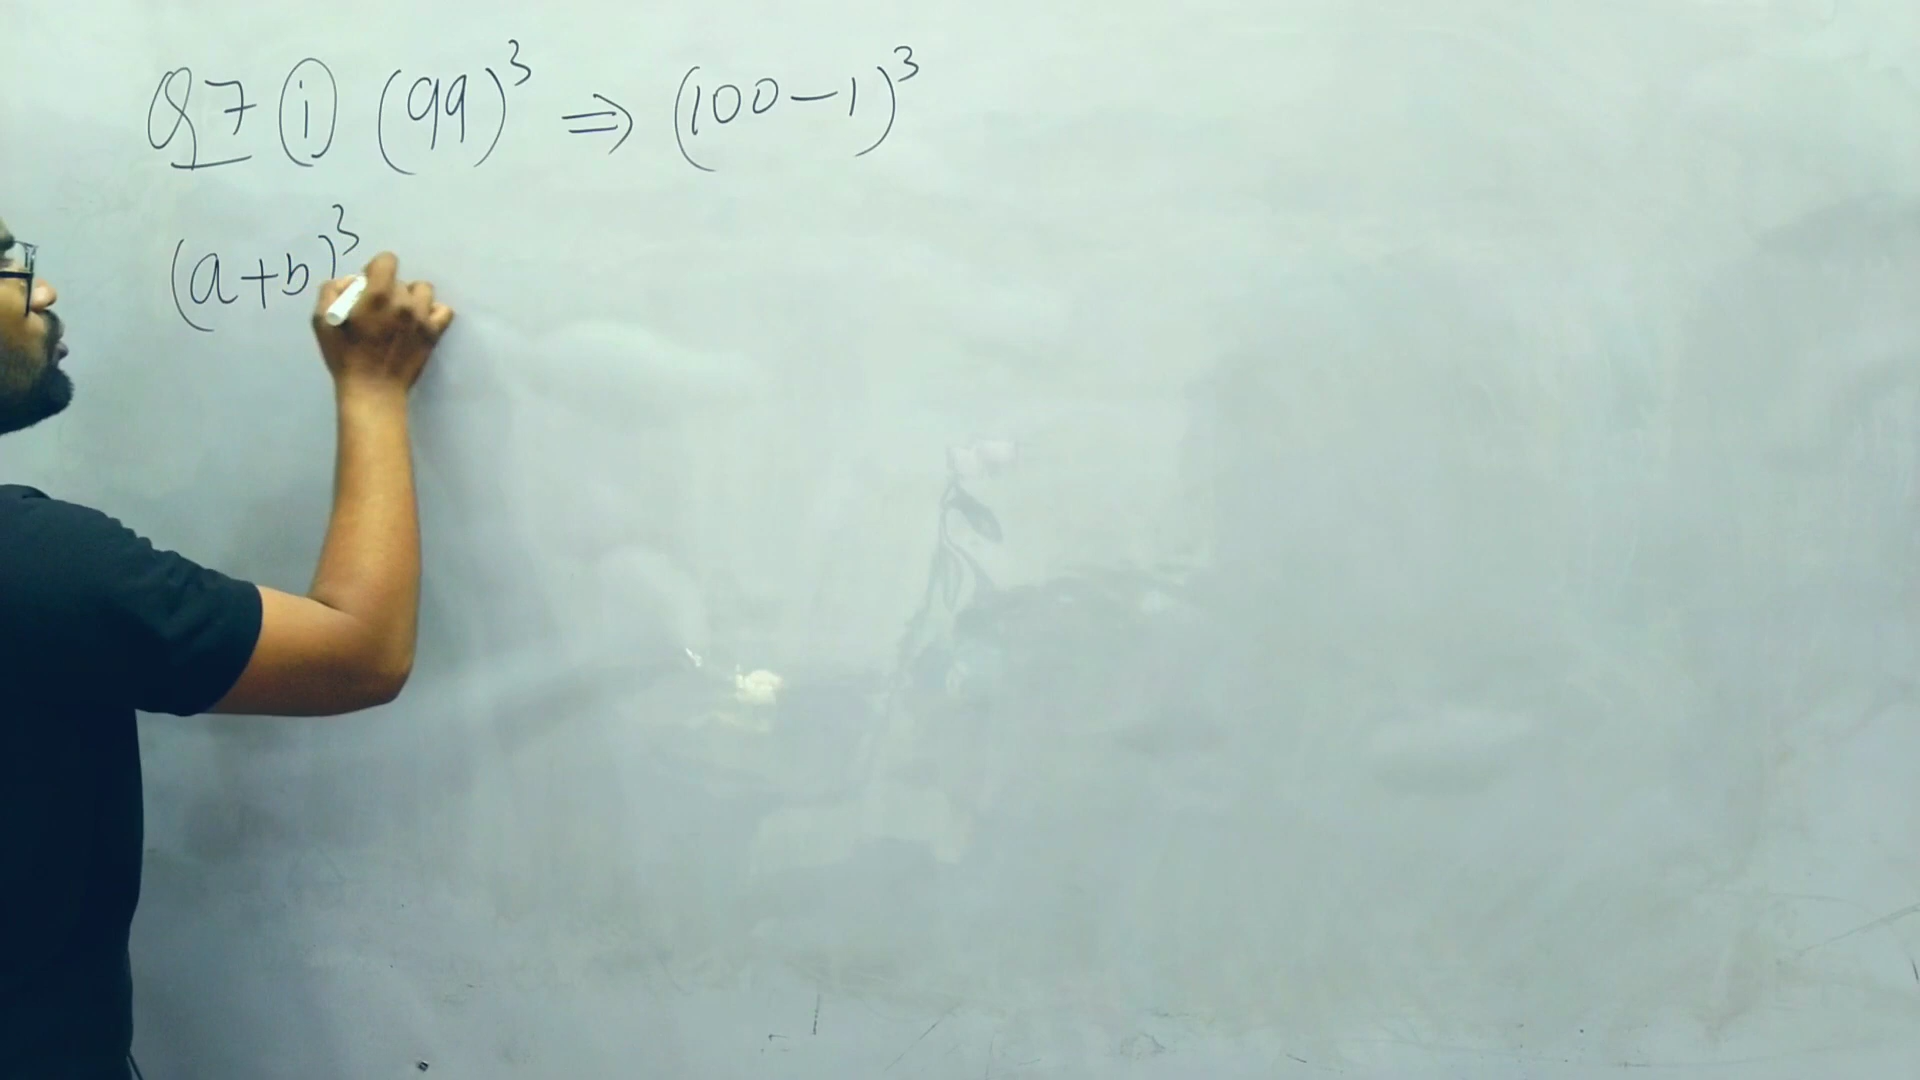 Q7 (i) (99)³ ⇒ (100-1)³
(a+b)³